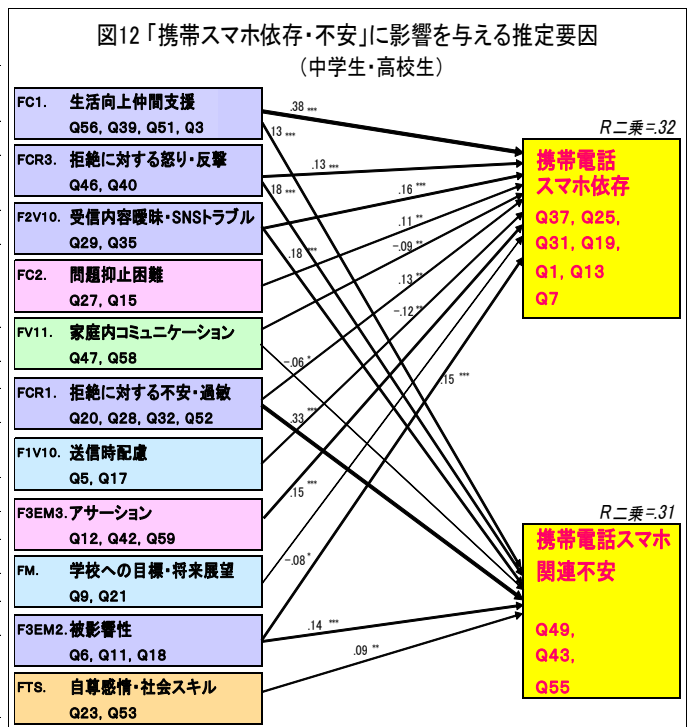 図12 「携帯スマホ依存・不安」に影響を与える推定要因
（中学生・高校生）
FC1. 生活向上仲間支援
Q56, Q39, Q51, Q3
FCR3. 拒絶に対する怒り・反撃
Q46, Q40
F2V10. 受信内容曖昧・SNSトラブル
Q29, Q35
FC2. 問題抑止困難
Q27, Q15
FV11. 家庭内コミュニケーション
Q47, Q58
FCR1. 拒絶に対する不安・過敏
Q20, Q28, Q32, Q52
F1V10. 送信時配慮
Q5, Q17
F3EM3. アサーション
Q12, Q42, Q59
FM. 学校への目標・将来展望
Q9, Q21
F3EM2. 被影響性
Q6, Q11, Q18
FTS. 自尊感情・社会スキル
Q23, Q53
.38 ***
.13 ***
.13 ***
.18 ***
.16 ***
.11 **
.18 ***
-.09 **
.13 **
-.12 **
-.06 *
.15 ***
.33 ***
.15 ***
-.08 *
.14 ***
.09 **
R二乗=.32
携帯電話
スマホ依存
Q37, Q25,
Q31, Q19,
Q1, Q13
Q7
R二乗=.31
携帯電話スマホ
関連不安
Q49,
Q43,
Q55